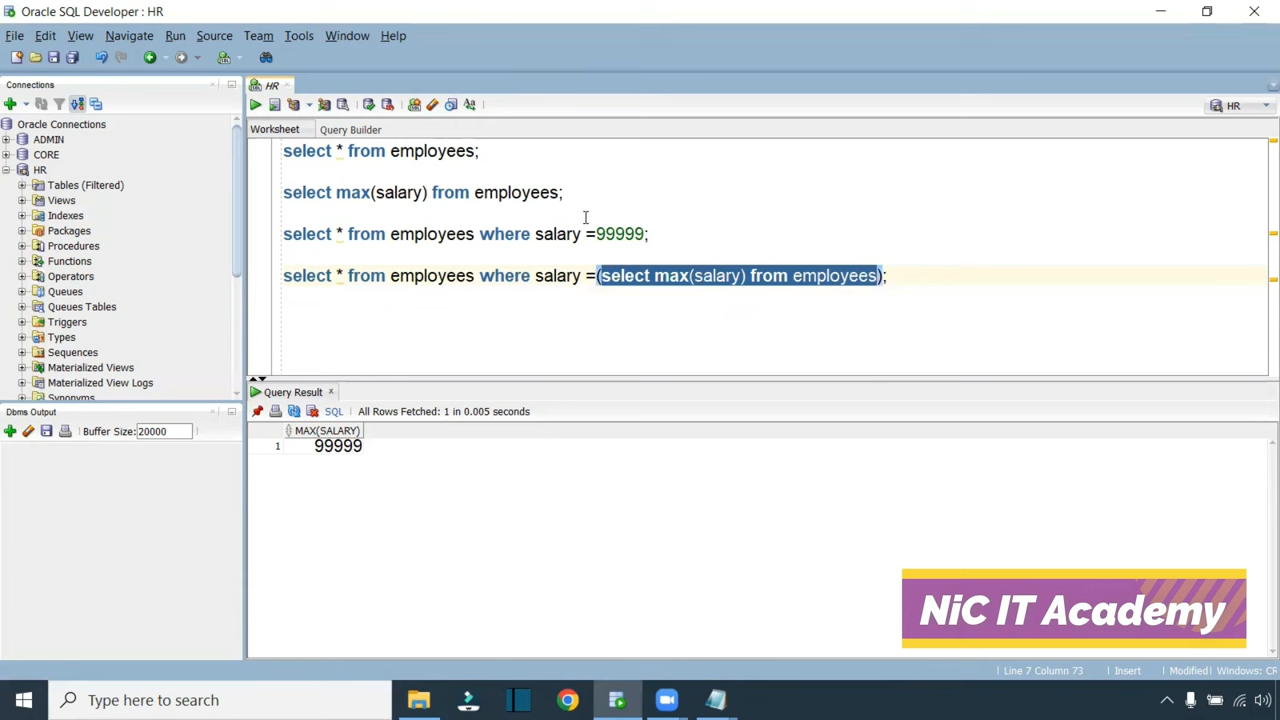 Oracle SQL Developer : HR
File Edit View Navigate Run Source Team Tools Window Help
Connections
Oracle Connections
ADMIN
CORE
HR
Tables (Filtered)
Views
Indexes
Packages
Procedures
Functions
Operators
Queues
Queues Tables
Triggers
Types
Sequences
Materialized Views
Materialized View Logs
Synonyms
Dbms Output
Buffer Size: 20000
HR
HR
Worksheet Query Builder
select * from employees;
select max(salary) from employees;
select * from employees where salary =99999;
select * from employees where salary =(select max(salary) from employees);
Query Result
SQL All Rows Fetched: 1 in 0.005 seconds
MAX(SALARY)
1 99999
NiC IT Academy
Line 7 Column 73 Insert Modified Windows: CR
Type here to search